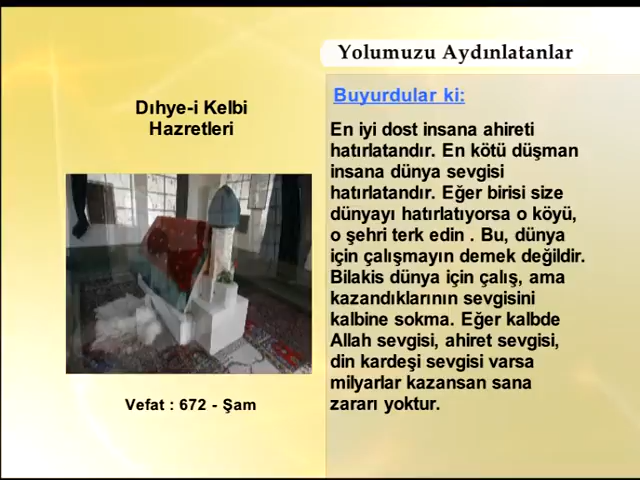 Yolumuzu Aydınlatanlar
Dıhye-i Kelbi
Hazretleri
Vefat : 672 - Şam
Buyurdular ki:
En iyi dost insana ahireti
hatırlatandır. En kötü düşman
insana dünya sevgisi
hatırlatandır. Eğer birisi size
dünyayı hatırlatıyorsa o köyü,
o şehri terk edin . Bu, dünya
için çalışmayın demek değildir.
Bilakis dünya için çalış, ama
kazandıklarının sevgisini
kalbine sokma. Eğer kalbde
Allah sevgisi, ahiret sevgisi,
din kardeşi sevgisi varsa
milyarlar kazansan sana
zararı yoktur.